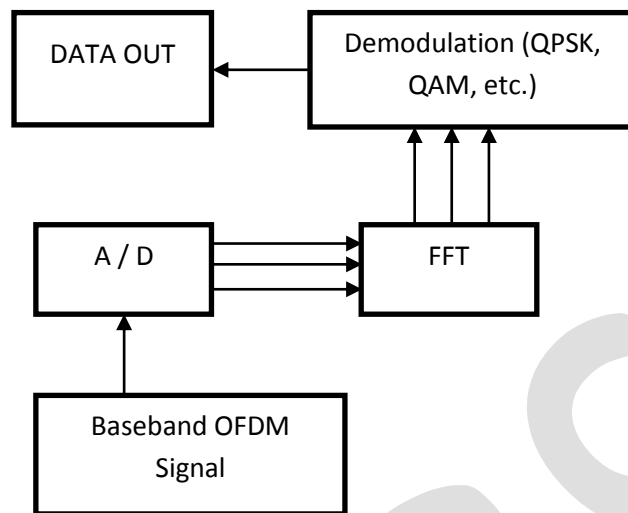 DATA OUT
Demodulation (QPSK,
QAM, etc.)
A / D
FFT
Baseband OFDM
Signal